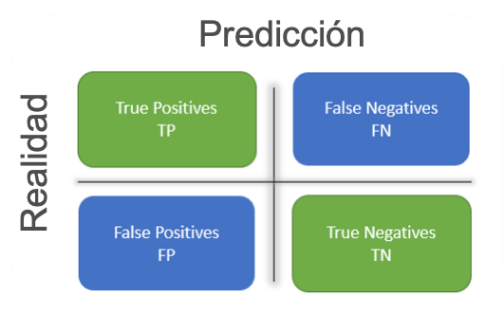 Predicción
Realidad
True Positives
TP
False Negatives
FN
False Positives
FP
True Negatives
TN